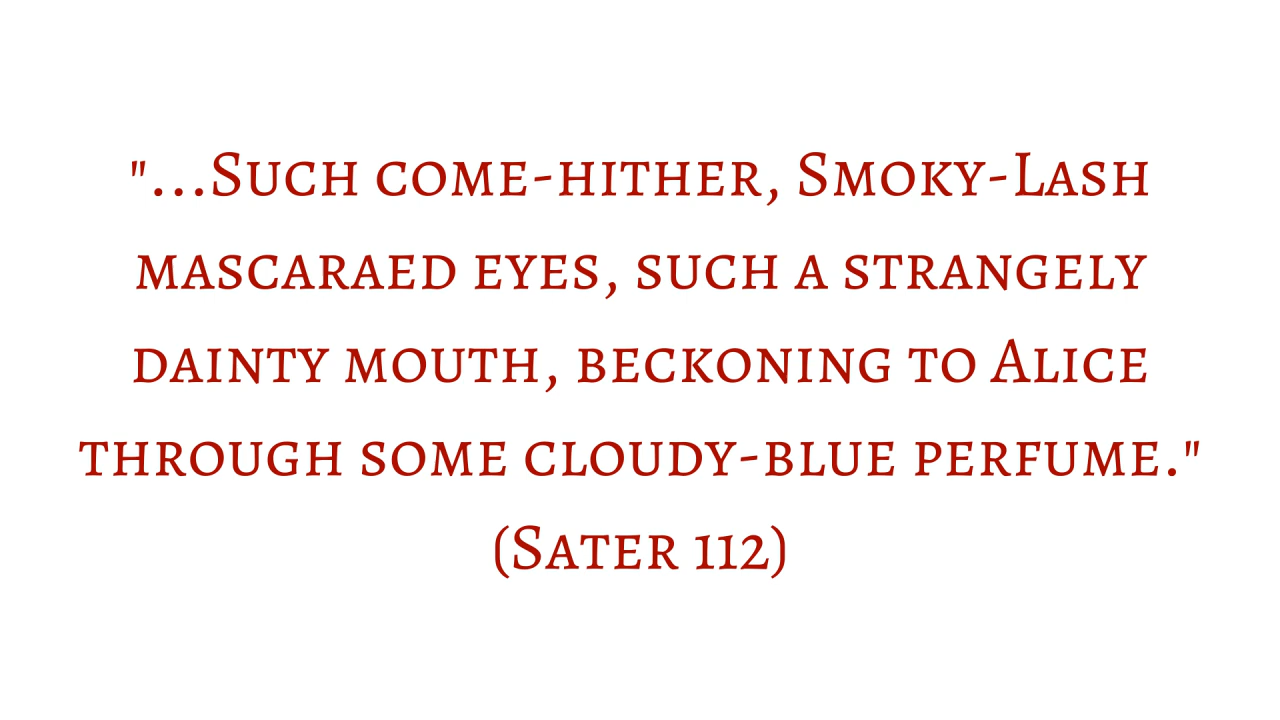 "...Such come-hither, Smoky-Lash
mascaraed eyes, such a strangely
dainty mouth, beckoning to Alice
through some cloudy-blue perfume."
(Sater 112)